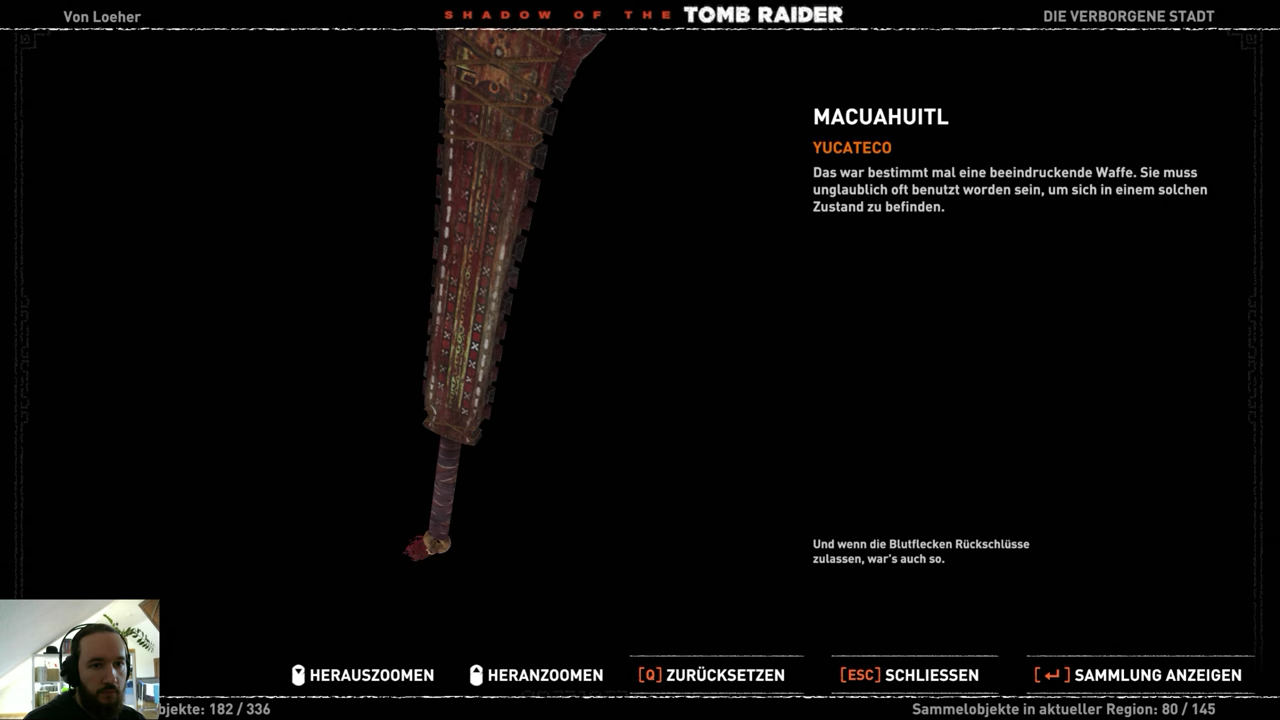 Von Loeher
SHADOW OF THE TOMB RAIDER
DIE VERBORGENE STADT
MACUAHUITL
YUCATECO
Das war bestimmt mal eine beeindruckende Waffe. Sie muss
unglaublich oft benutzt worden sein, um sich in einem solchen
Zustand zu befinden.
Und wenn die Blutflecken Rückschlüsse
zulassen, war's auch so.
HERAUSZOOMEN
HERANZOOMEN
[Q] ZURÜCKSETZEN
[ESC] SCHLIESSEN
[↵] SAMMLUNG ANZEIGEN
182 / 336
Sammelobjekte in aktueller Region: 80 / 145